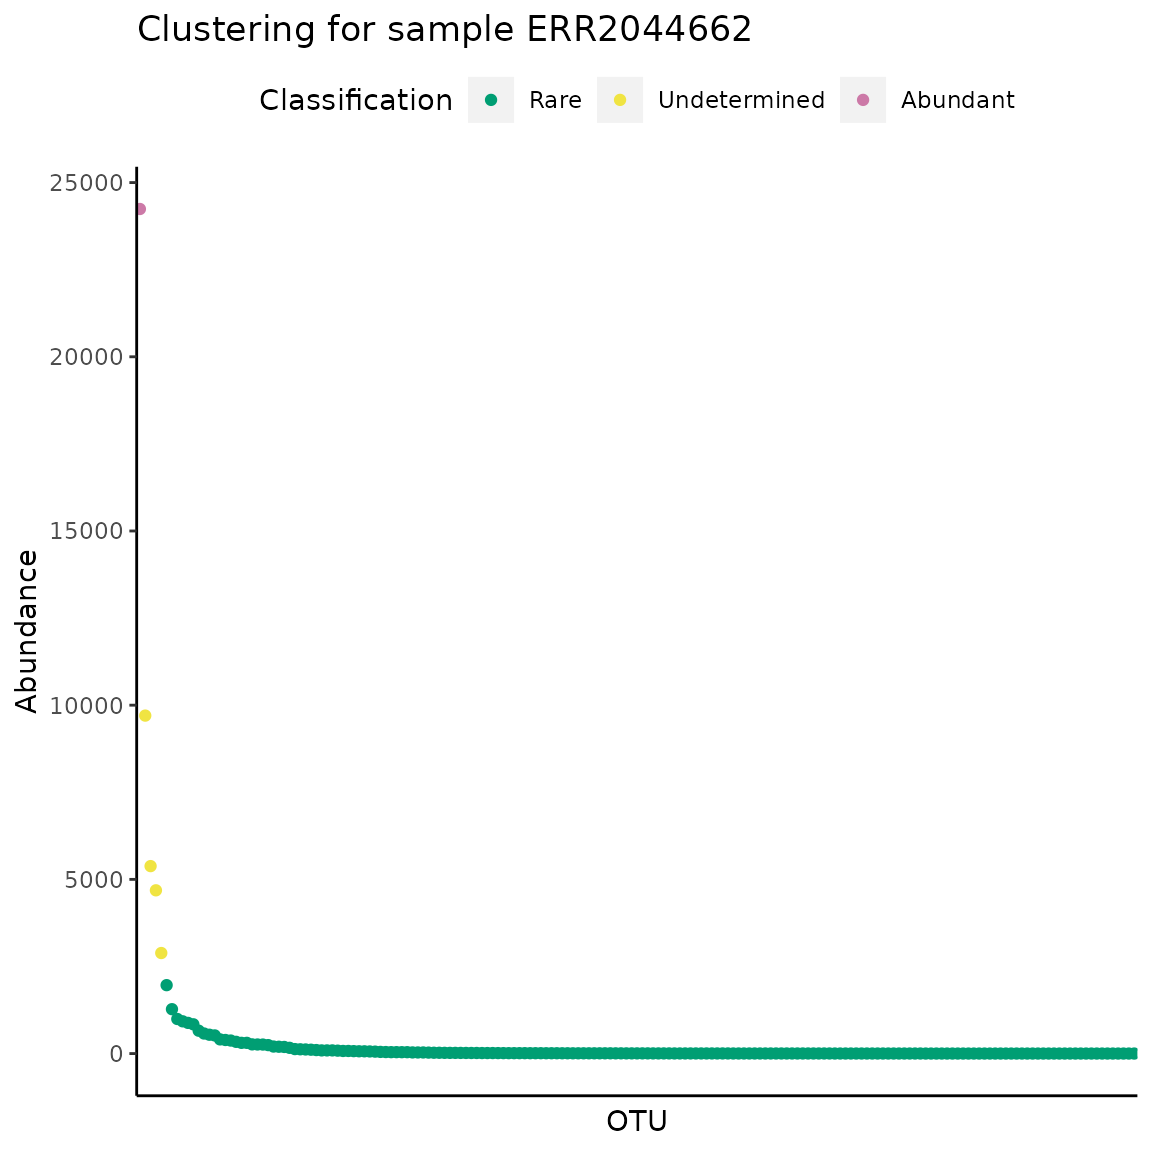 Clustering for sample ERR2044662
Classification Rare Undetermined Abundant
25000
20000
15000
10000
5000
0
Abundance
OTU